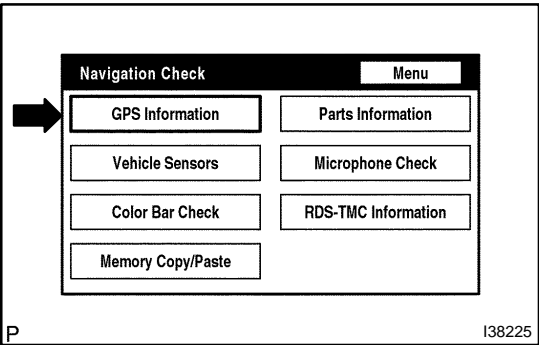 Navigation Check Menu
GPS Information Parts Information
Vehicle Sensors Microphone Check
Color Bar Check RDS-TMC Information
Memory Copy/Paste
P I38225